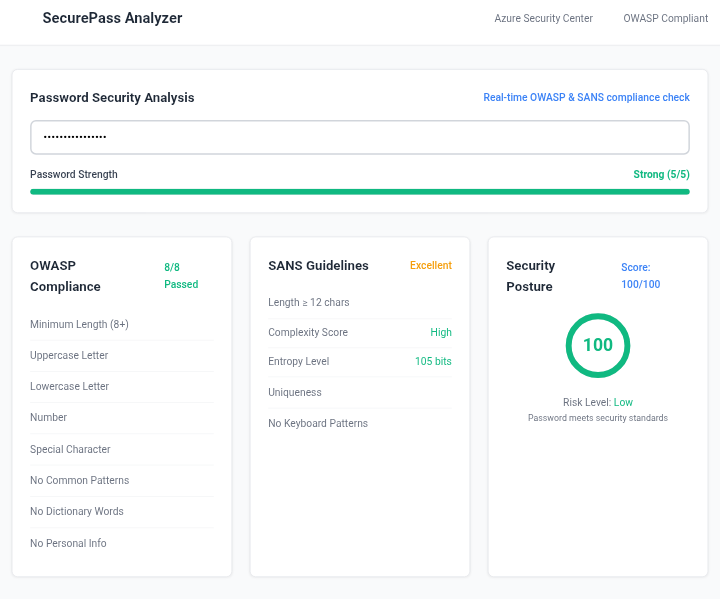 SecurePass Analyzer
Azure Security Center
OWASP Compliant
Password Security Analysis
Real-time OWASP & SANS compliance check
••••••••••••••••
Password Strength
Strong (5/5)
OWASP
Compliance
8/8
Passed
Minimum Length (8+)
Uppercase Letter
Lowercase Letter
Number
Special Character
No Common Patterns
No Dictionary Words
No Personal Info
SANS Guidelines
Excellent
Length ≥ 12 chars
Complexity Score
High
Entropy Level
105 bits
Uniqueness
No Keyboard Patterns
Security
Posture
Score:
100/100
100
Risk Level: Low
Password meets security standards